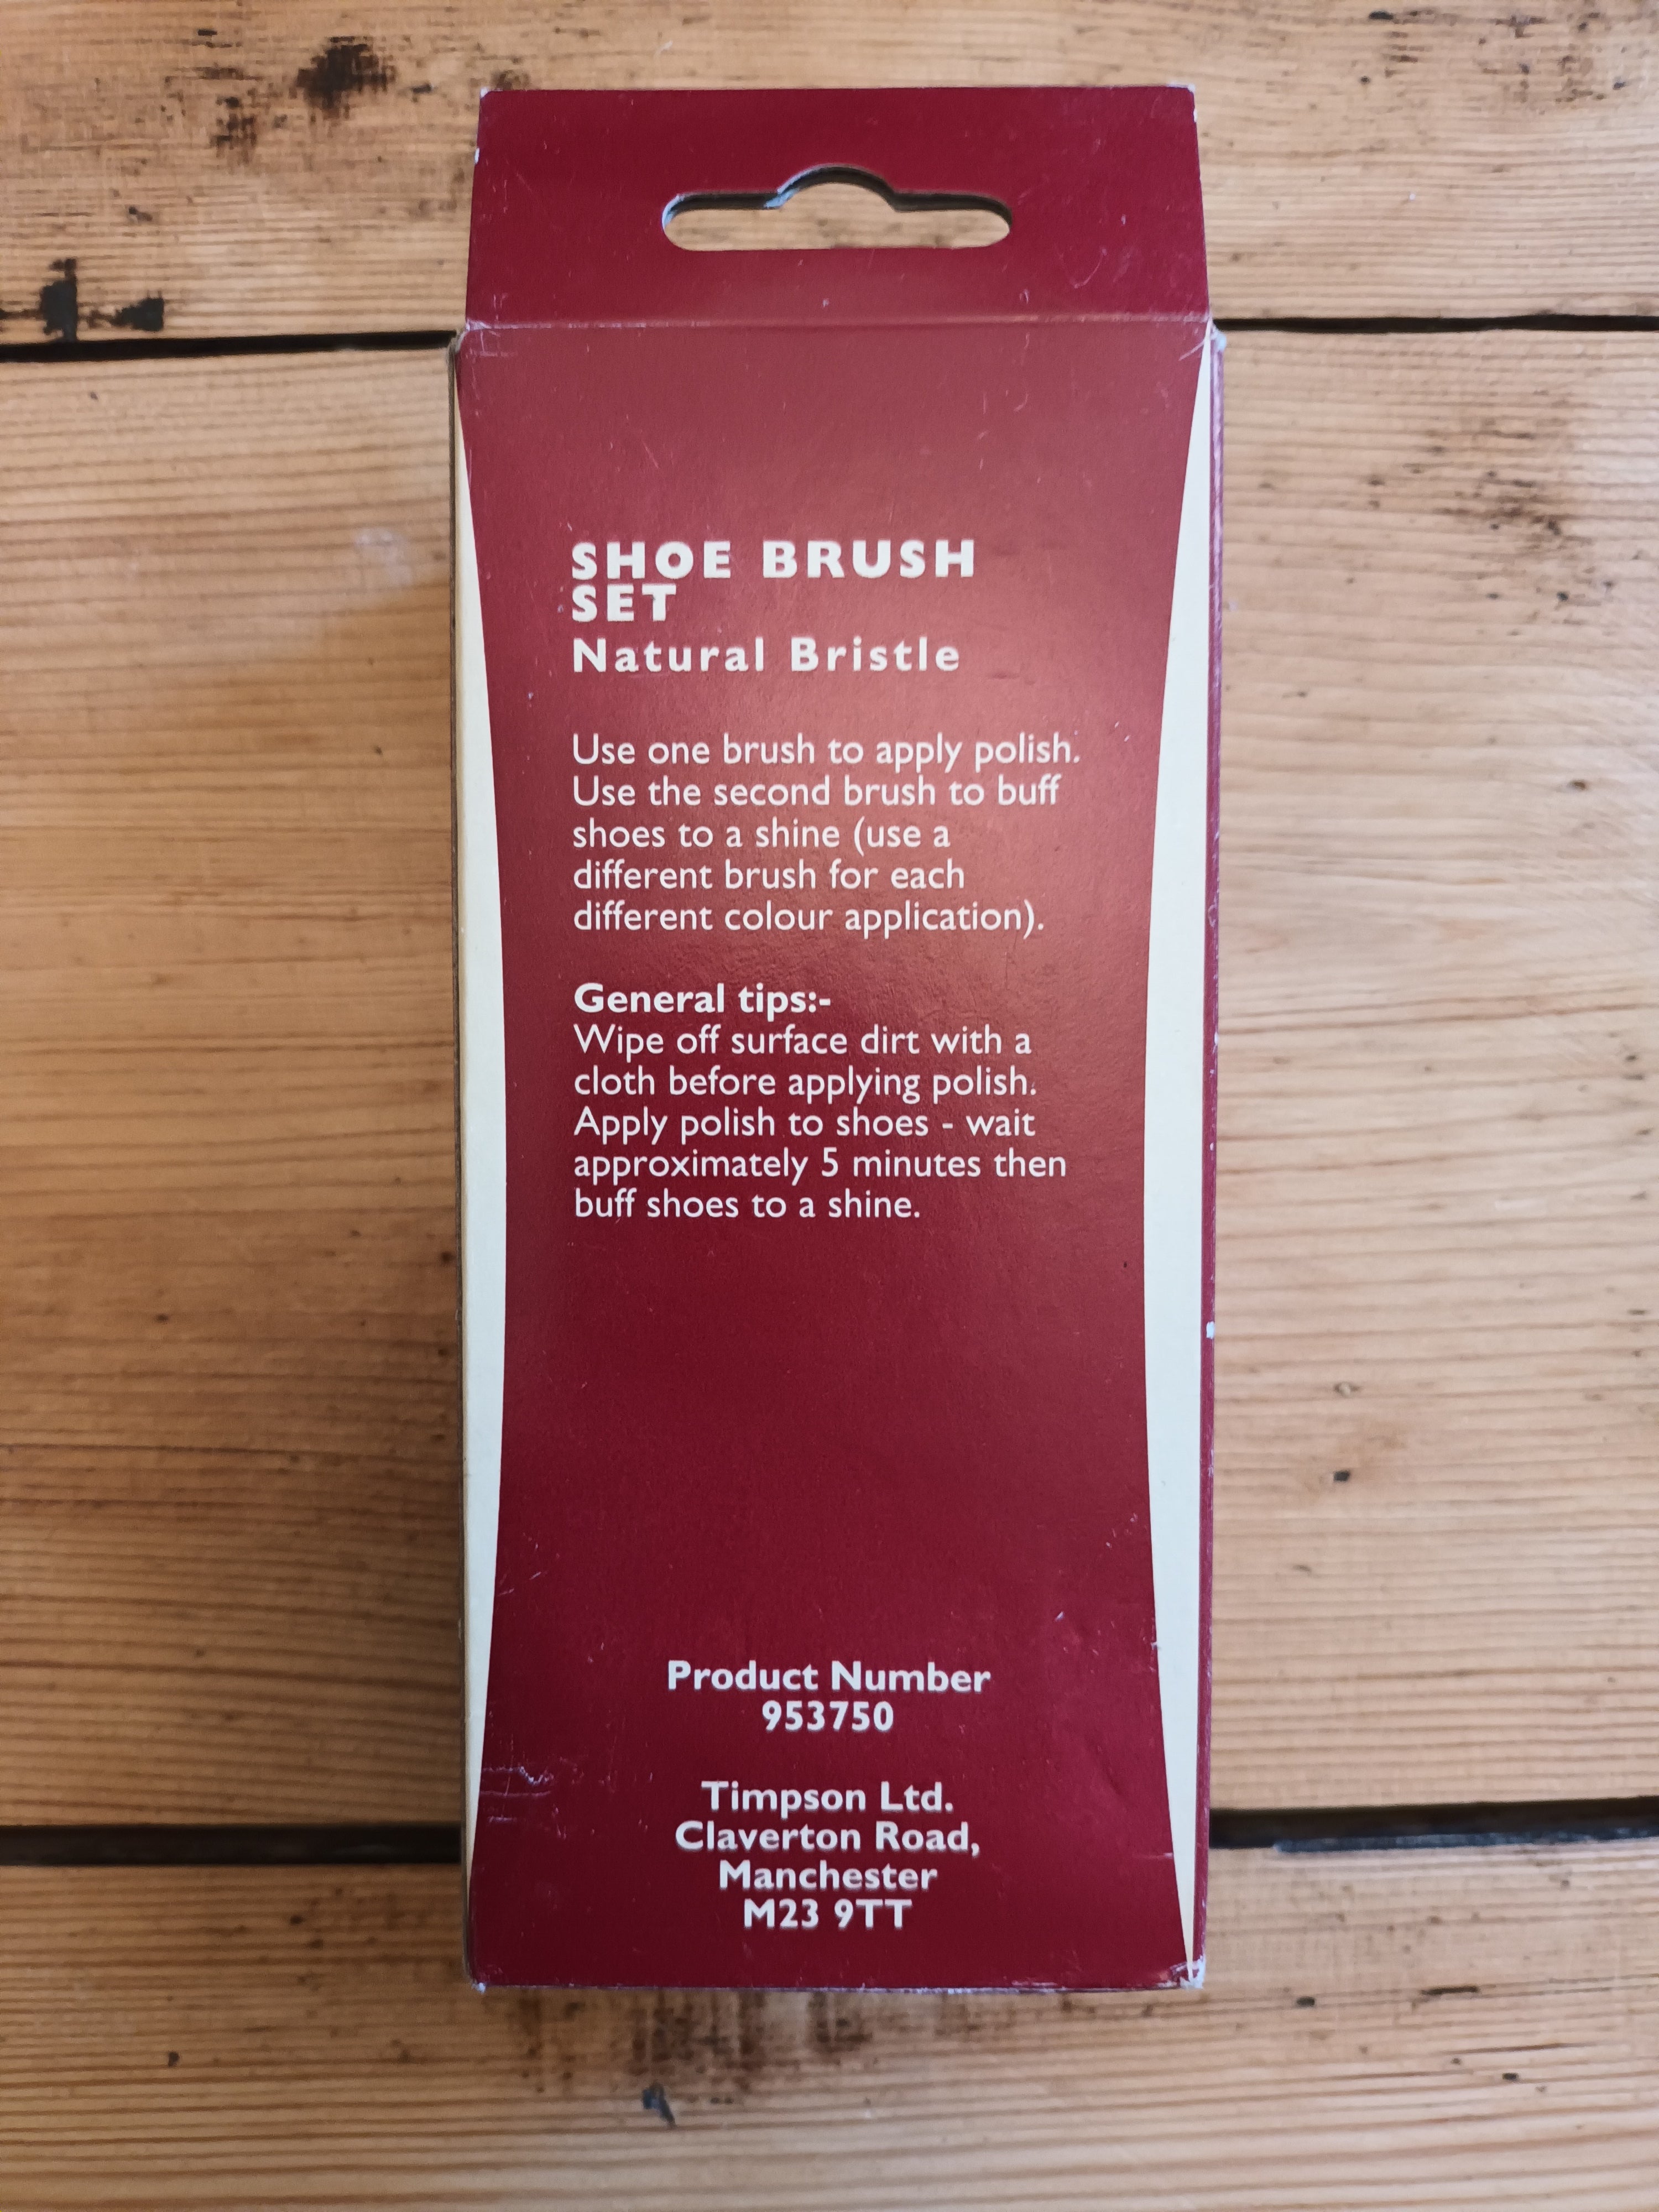 SHOE BRUSH
SET
Natural Bristle
Use one brush to apply polish.
Use the second brush to buff
shoes to a shine (use a
different brush for each
different colour application).
General tips:-
Wipe off surface dirt with a
cloth before applying polish.
Apply polish to shoes - wait
approximately 5 minutes then
buff shoes to a shine.
Product Number
953750
Timpson Ltd.
Claverton Road,
Manchester
M23 9TT